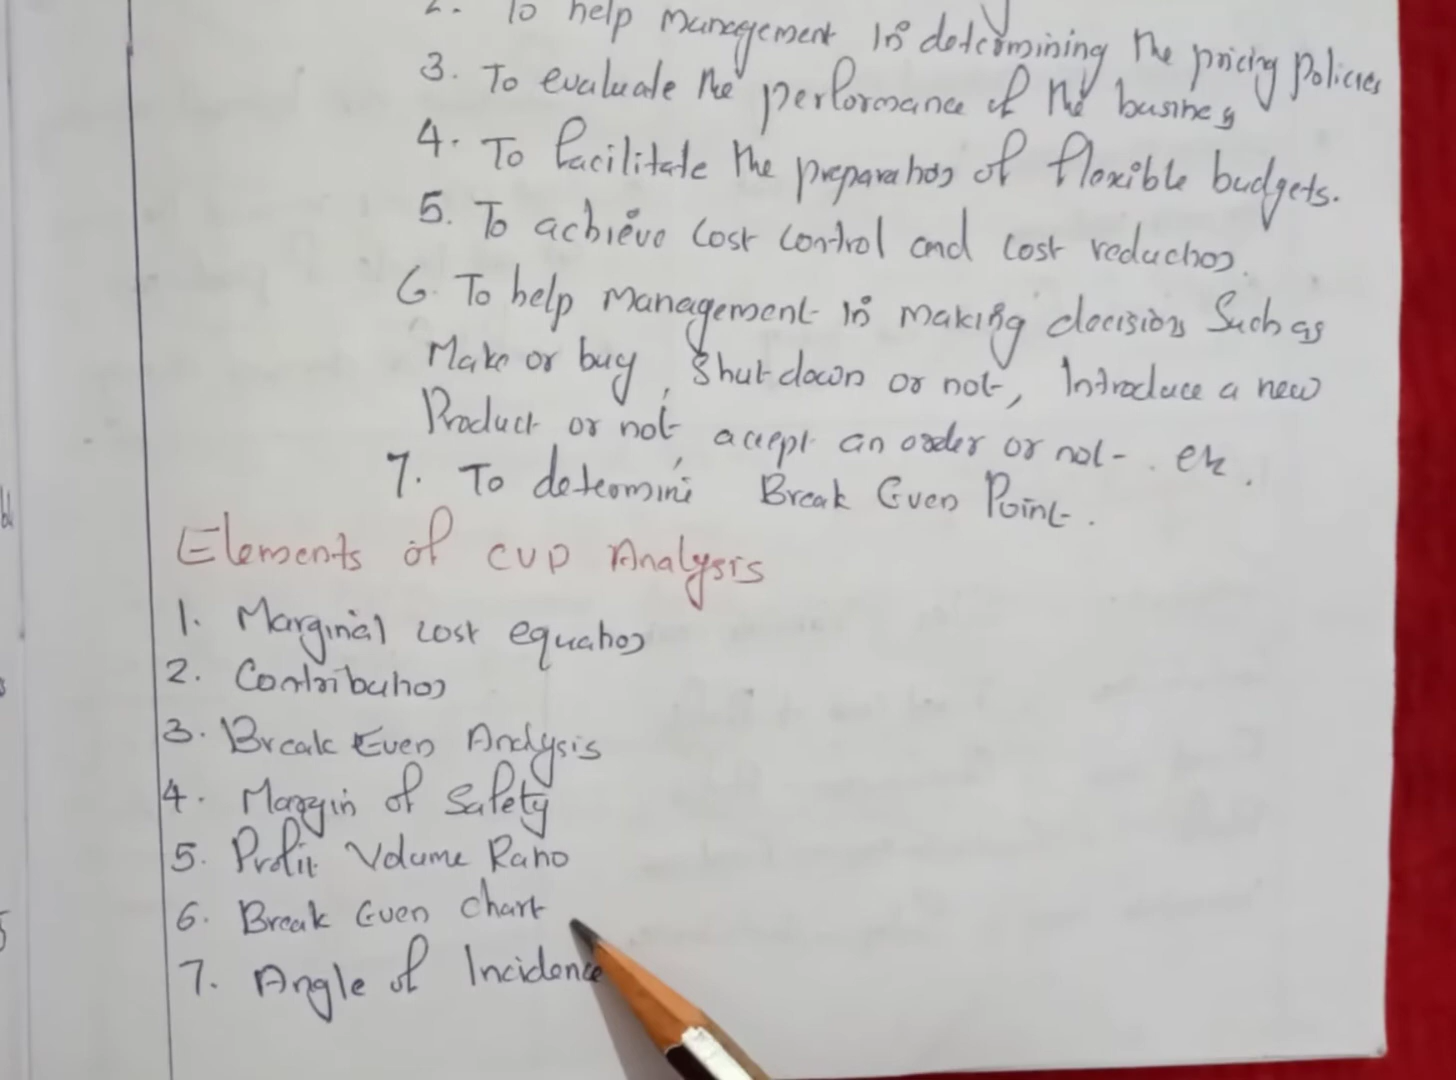 2. To help management in determining the pricing policies
3. To evaluate the performance of the business
4. To facilitate the preparation of flexible budgets.
5. To achieve cost control and cost reduction.
6. To help management in making decisions such as
Make or buy, Shut down or not, Introduce a new
Product or not, accept an order or not. etc.
7. To determine Break Even Point.
Elements of CVP Analysis
1. Marginal cost equation
2. Contribution
3. Break Even Analysis
4. Margin of Safety
5. Profit Volume Ratio
6. Break Even chart
7. Angle of Incidence